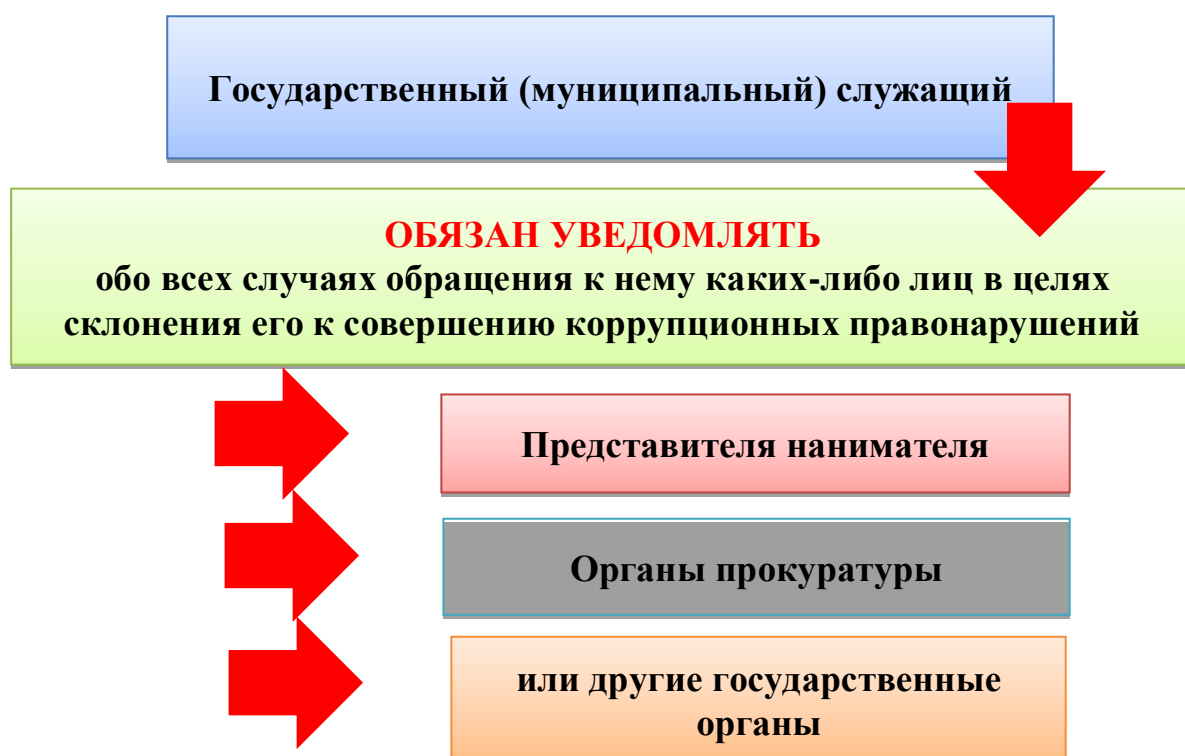 Государственный (муниципальный) служащий
ОБЯЗАН УВЕДОМЛЯТЬ
обо всех случаях обращения к нему каких-либо лиц в целях
склонения его к совершению коррупционных правонарушений
Представителя нанимателя
Органы прокуратуры
или другие государственные
органы